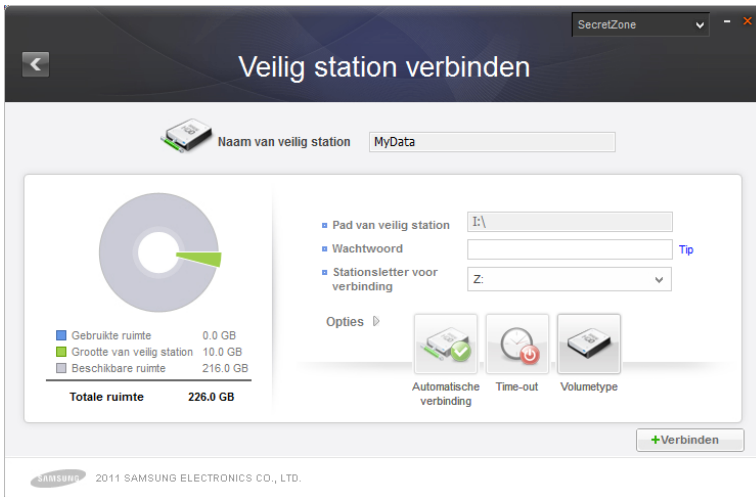 SecretZone
Veilig station verbinden
Naam van veilig station MyData
Pad van veilig station I:\
Wachtwoord Tip
Stationsletter voor
verbinding Z:
Opties
Gebruikte ruimte 0.0 GB
Grootte van veilig station 10.0 GB
Beschikbare ruimte 216.0 GB
Totale ruimte 226.0 GB
Automatische
verbinding
Time-out
Volumetype
+Verbinden
SAMSUNG 2011 SAMSUNG ELECTRONICS CO., LTD.